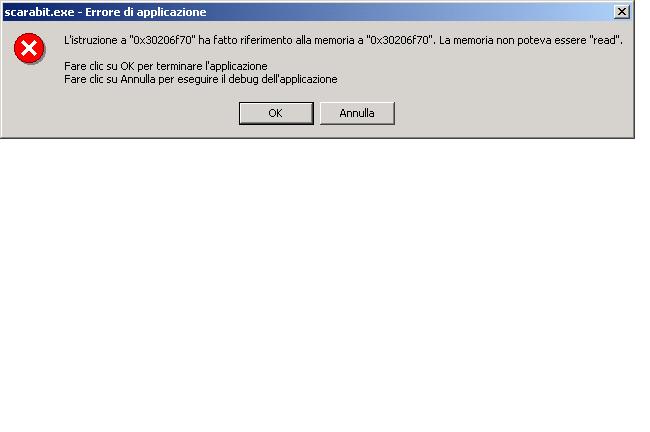 scarabit.exe - Errore di applicazione
L'istruzione a "0x30206f70" ha fatto riferimento alla memoria a "0x30206f70". La memoria non poteva essere "read".
Fare clic su OK per terminare l'applicazione
Fare clic su Annulla per eseguire il debug dell'applicazione
OK
Annulla